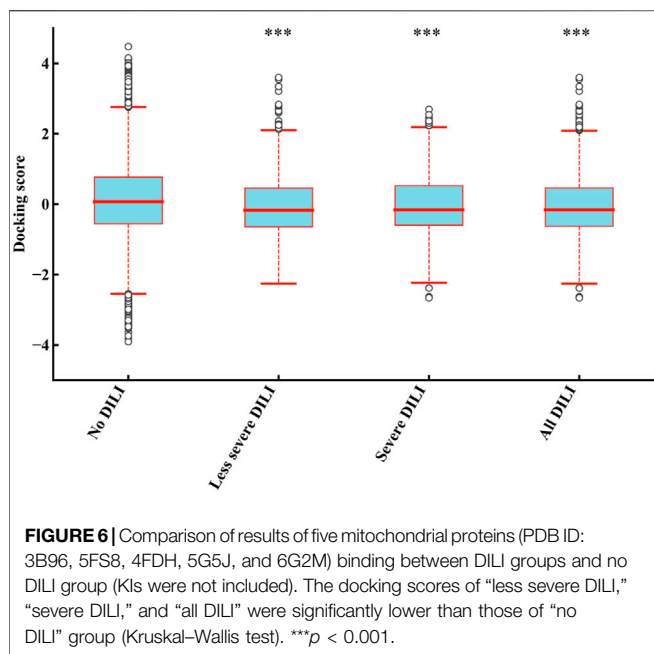 *** *** ***
4
2
0
−2
−4
Docking score
No DILI
Less severe DILI
Severe DILI
All DILI
FIGURE 6 | Comparison of results of five mitochondrial proteins (PDB ID:
3B96, 5FS8, 4FDH, 5G5J, and 6G2M) binding between DILI groups and no
DILI group (KIs were not included). The docking scores of “less severe DILI,”
“severe DILI,” and “all DILI” were significantly lower than those of “no
DILI” group (Kruskal–Wallis test). ***p < 0.001.